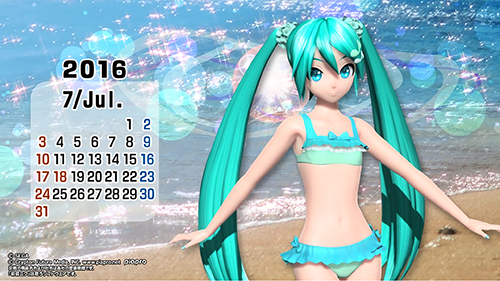 2016
7/Jul.
1 2
3 4 5 6 7 8 9
10 11 12 13 14 15 16
17 18 19 20 21 22 23
24 25 26 27 28 29 30
31
© SEGA
© Crypton Future Media, INC. www.piapro.net piapro